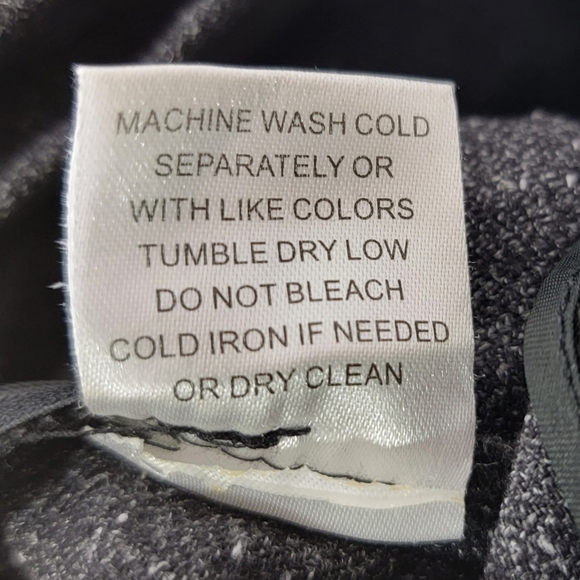 MACHINE WASH COLD
SEPARATELY OR
WITH LIKE COLORS
TUMBLE DRY LOW
DO NOT BLEACH
COLD IRON IF NEEDED
OR DRY CLEAN